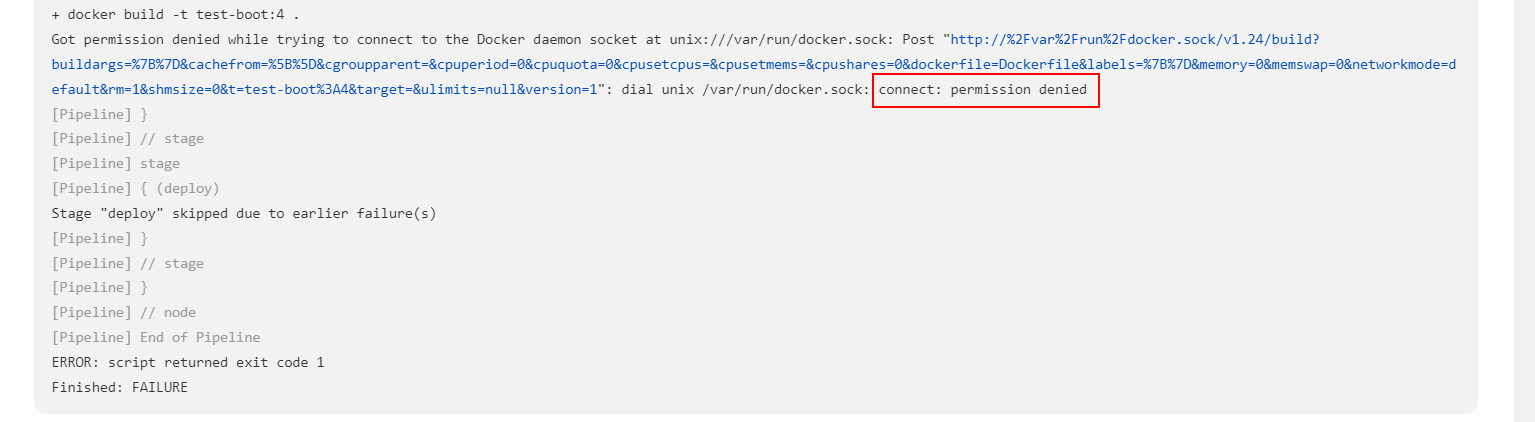 + docker build -t test-boot:4 .
Got permission denied while trying to connect to the Docker daemon socket at unix:///var/run/docker.sock: Post "http://%2Fvar%2Frun%2Fdocker.sock/v1.24/build?
buildargs=%7B%7D&cachefrom=%5B%5D&cgroupparent=&cpuperiod=0&cpuquota=0&cpusetcpus=&cpusetmems=&cpushares=0&dockerfile=Dockerfile&labels=%7B%7D&memory=0&memswap=0&networkmode=d
efault&rm=1&shmsize=0&t=test-boot%3A4&target=&ulimits=null&version=1": dial unix /var/run/docker.sock: connect: permission denied
[Pipeline] }
[Pipeline] // stage
[Pipeline] stage
[Pipeline] { (deploy)
Stage "deploy" skipped due to earlier failure(s)
[Pipeline] }
[Pipeline] // stage
[Pipeline] }
[Pipeline] // node
[Pipeline] End of Pipeline
ERROR: script returned exit code 1
Finished: FAILURE